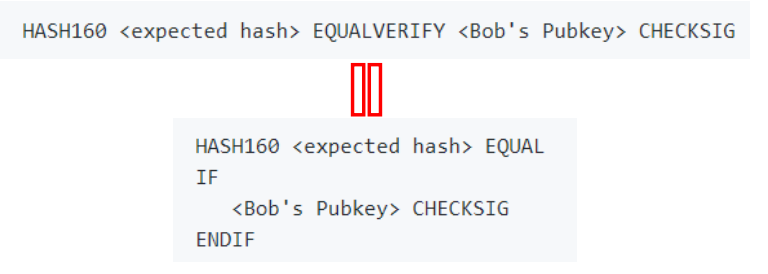 HASH160 <expected hash> EQUALVERIFY <Bob's Pubkey> CHECKSIG
HASH160 <expected hash> EQUAL
IF
<Bob's Pubkey> CHECKSIG
ENDIF